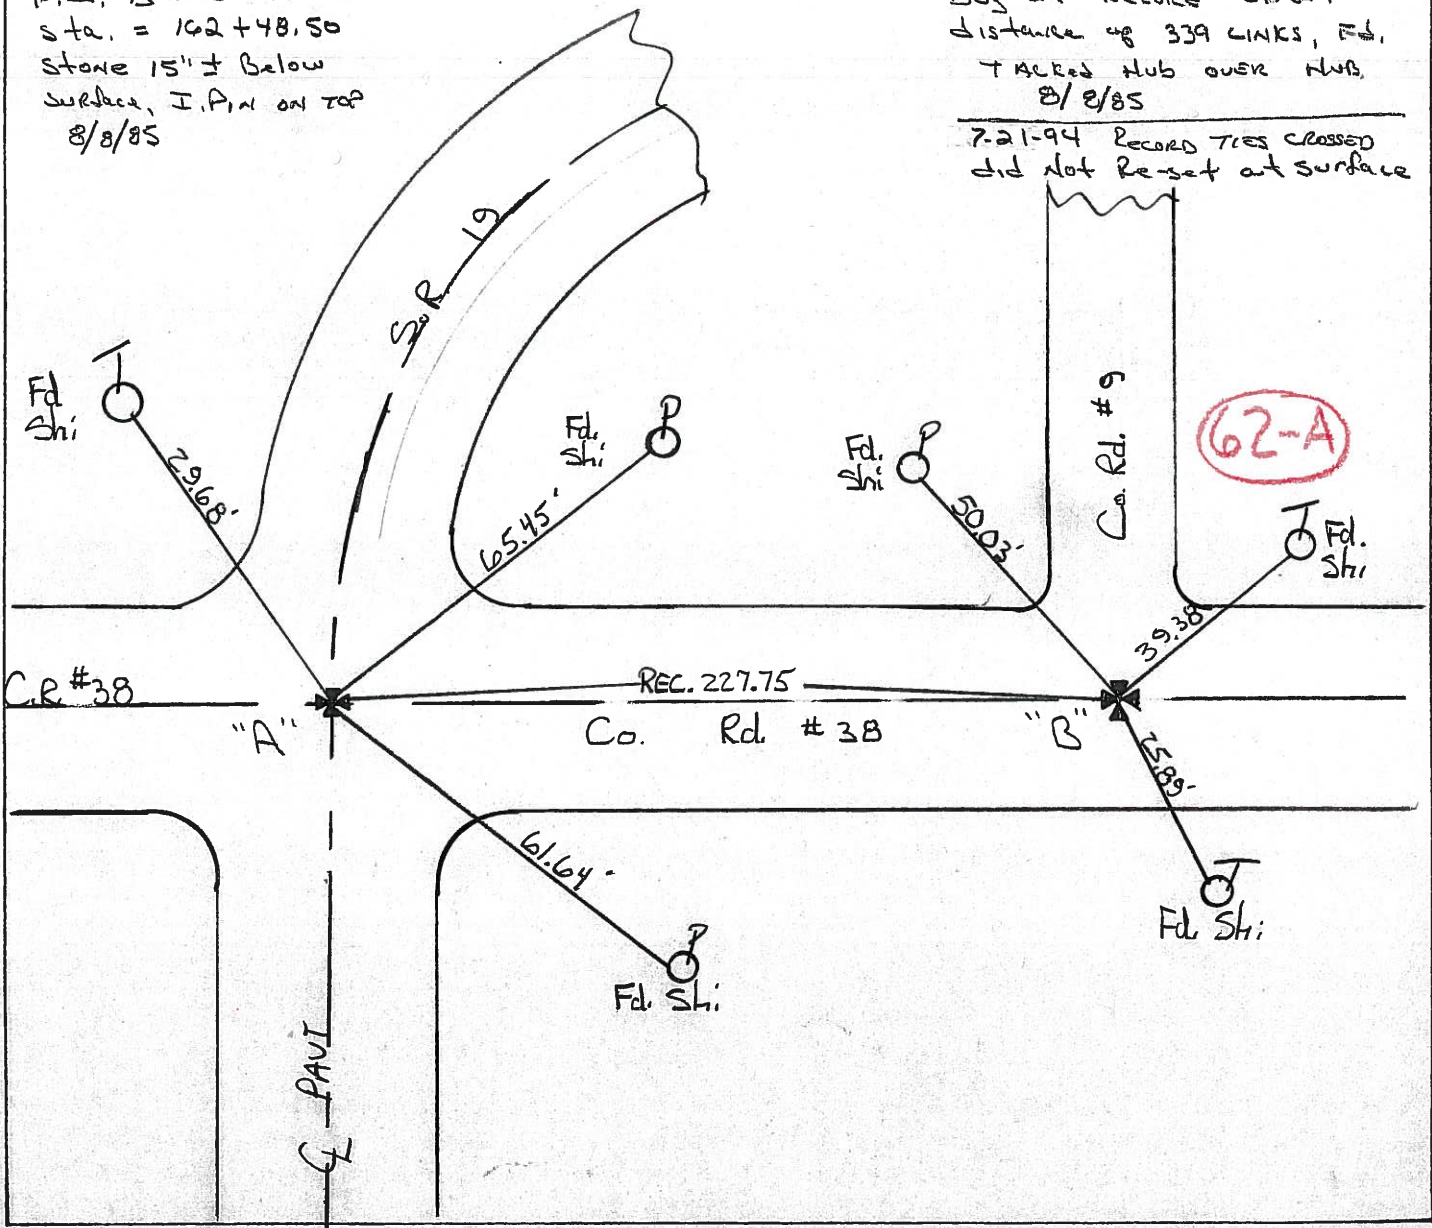 sta. = 162+48.50
stone 15" ± Below
surface, I. Pin on TOP
8/8/85
distance of 339 LINKS, Fd.
TACKed Hub OVER HUB.
8/8/85
7-21-94 RECORD TIES CROSSED
did Not Re-set at surface
S.R. 19
Fd
Shi
29.68'
Fd.
Shi
P
65.45'
Fd.
Shi
P
50.03'
Co. Rd. #9
62-A
T
Fd.
Shi
39.38
C.R. #38
REC. 227.75
"A"
Co. Rd. #38
"B"
25.89'
61.64'
P
Fd. Shi
T
Fd. Shi
℄ PAVT